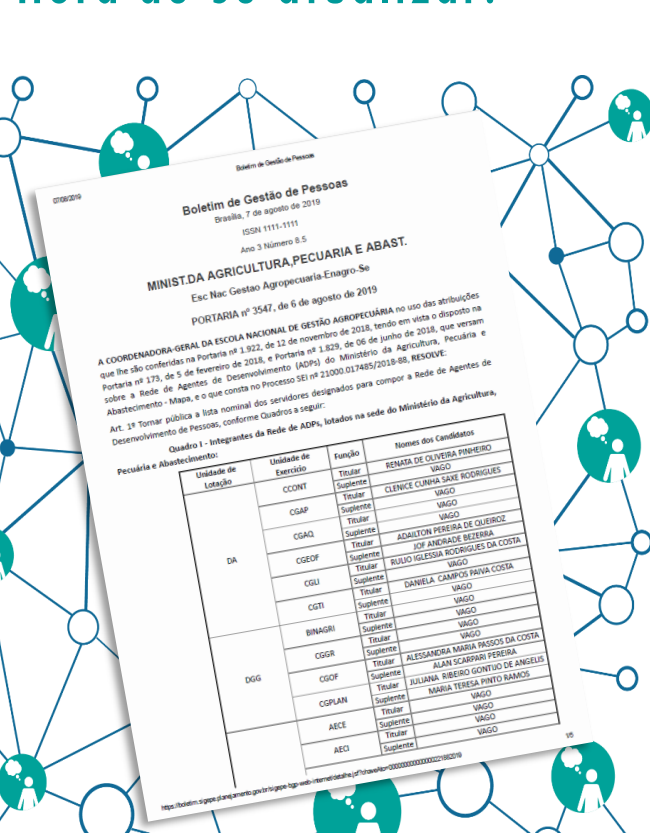 07/08/2019
Boletim de Gestão de Pessoas
Boletim de Gestão de Pessoas
Brasília, 7 de agosto de 2019
ISSN 1111-1111
Ano 3 Número 8.5
MINIST.DA AGRICULTURA,PECUARIA E ABAST.
Esc Nac Gestao Agropecuaria-Enagro-Se
PORTARIA nº 3547, de 6 de agosto de 2019
A COORDENADORA-GERAL DA ESCOLA NACIONAL DE GESTÃO AGROPECUÁRIA no uso das atribuições
que lhe são conferidas na Portaria nº 1.922, de 12 de novembro de 2018, tendo em vista o disposto na
Portaria nº 173, de 5 de fevereiro de 2018, e Portaria nº 1.829, de 06 de junho de 2018, que versam
sobre a Rede de Agentes de Desenvolvimento (ADPs) do Ministério da Agricultura, Pecuária e
Abastecimento - Mapa, e o que consta no Processo SEI nº 21000.017485/2018-88, RESOLVE:
Art. 1º Tornar pública a lista nominal dos servidores designados para compor a Rede de Agentes de
Desenvolvimento de Pessoas, conforme Quadros a seguir:
Quadro I - Integrantes da Rede de ADPs, lotados na sede do Ministério da Agricultura,
Pecuária e Abastecimento:
Unidade de Lotação Unidade de Exercício Função Nomes dos Candidatos
DA CCONT Titular RENATA DE OLIVEIRA PINHEIRO
Suplente VAGO
CGAP Titular CLENICE CUNHA SAXE RODRIGUES
Suplente VAGO
CGAQ Titular VAGO
Suplente VAGO
CGEOF Titular ADAILTON PEREIRA DE QUEIROZ
Suplente JOF ANDRADE BEZERRA
CGLI Titular RULIO IGLESSIA RODRIGUES DA COSTA
Suplente VAGO
CGTI Titular DANIELA CAMPOS PAIVA COSTA
Suplente VAGO
BINAGRI Titular VAGO
Suplente VAGO
DGG CGGR Titular VAGO
Suplente VAGO
CGOF Titular ALESSANDRA MARIA PASSOS DA COSTA
Suplente ALAN SCARPARI PEREIRA
CGPLAN Titular JULIANA RIBEIRO GONTIJO DE ANGELIS
Suplente MARIA TERESA PINTO RAMOS
AECE Titular VAGO
Suplente VAGO
AECI Titular VAGO
Suplente VAGO
1/5